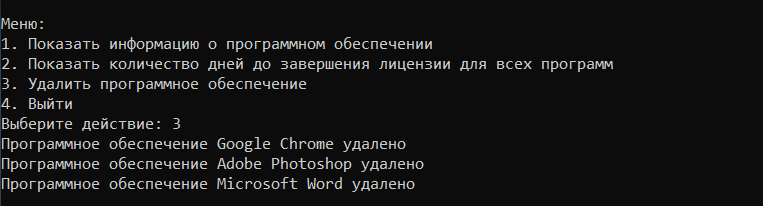 Меню:
1. Показать информацию о программном обеспечении
2. Показать количество дней до завершения лицензии для всех программ
3. Удалить программное обеспечение
4. Выйти
Выберите действие: 3
Программное обеспечение Google Chrome удалено
Программное обеспечение Adobe Photoshop удалено
Программное обеспечение Microsoft Word удалено